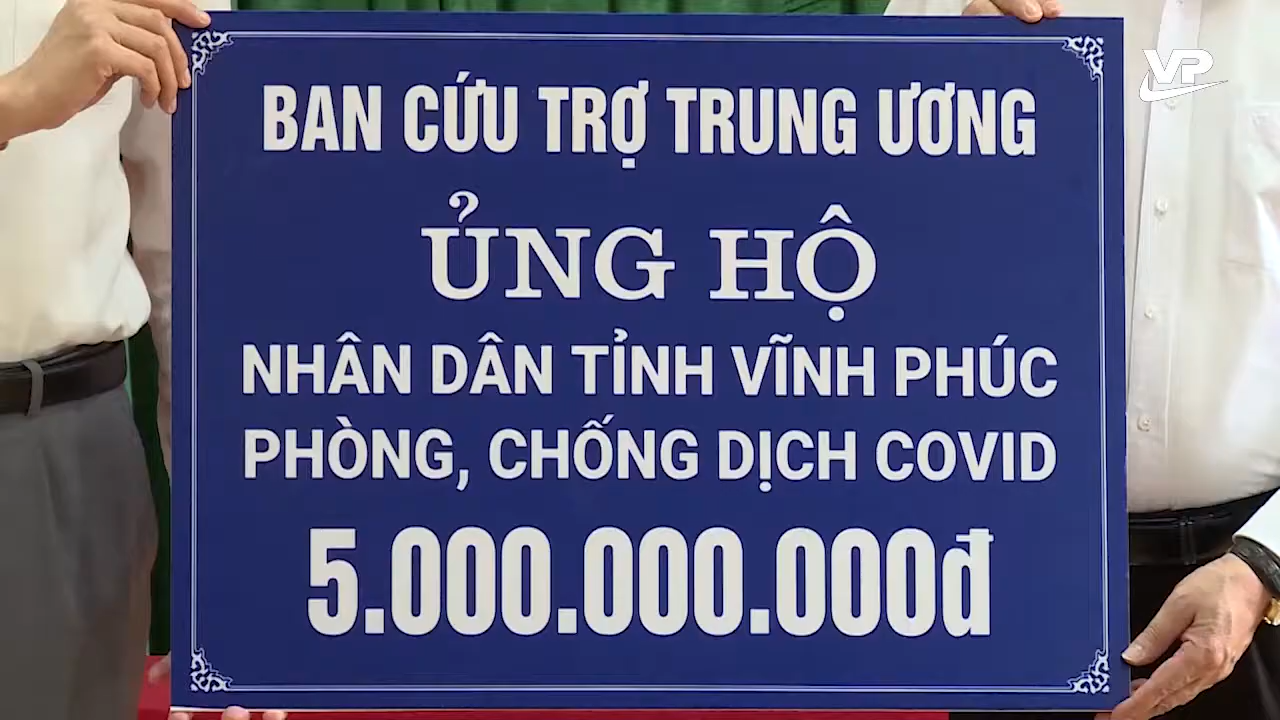 VP
BAN CỨU TRỢ TRUNG ƯƠNG
ỦNG HỘ
NHÂN DÂN TỈNH VĨNH PHÚC
PHÒNG, CHỐNG DỊCH COVID
5.000.000.000đ